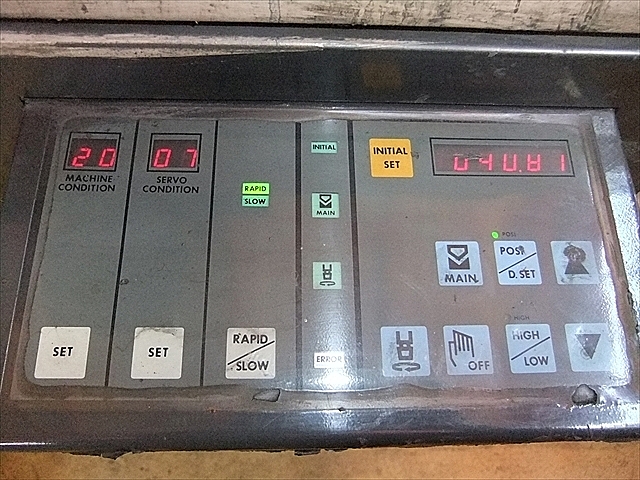 20
MACHINE
CONDITION
07
SERVO
CONDITION
RAPID
SLOW
INITIAL
MAIN
ERROR
INITIAL
SET
POSI
MAIN
POSI
D.SET
SET
SET
RAPID
SLOW
OFF
HIGH
HIGH
LOW